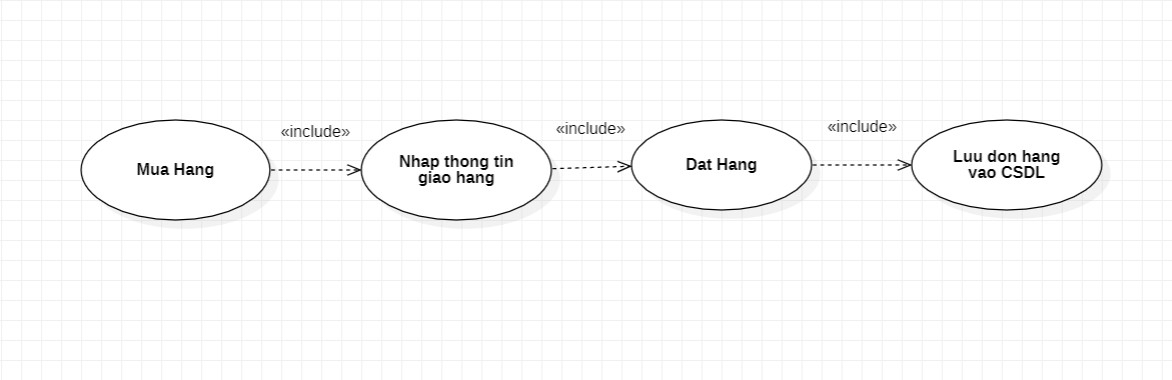 «include»
«include»
«include»
Mua Hang
Nhap thong tin
giao hang
Dat Hang
Luu don hang
vao CSDL